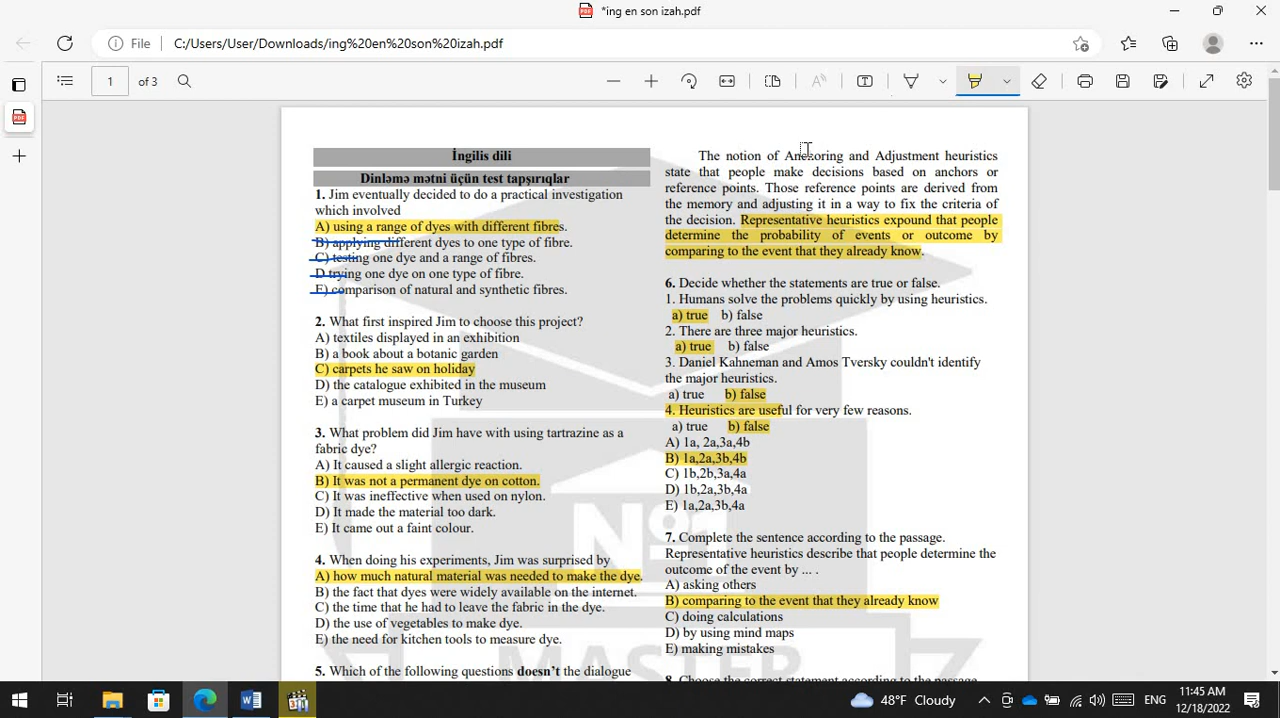 *ing en son izah.pdf
File
C:/Users/User/Downloads/ing%20en%20son%20izah.pdf
1 of 3
İngilis dili
Dinləmə mətni üçün test tapşırıqlar
1. Jim eventually decided to do a practical investigation
which involved
A) using a range of dyes with different fibres.
B) applying different dyes to one type of fibre.
C) testing one dye and a range of fibres.
D trying one dye on one type of fibre.
E) comparison of natural and synthetic fibres.
2. What first inspired Jim to choose this project?
A) textiles displayed in an exhibition
B) a book about a botanic garden
C) carpets he saw on holiday
D) the catalogue exhibited in the museum
E) a carpet museum in Turkey
3. What problem did Jim have with using tartrazine as a
fabric dye?
A) It caused a slight allergic reaction.
B) It was not a permanent dye on cotton.
C) It was ineffective when used on nylon.
D) It made the material too dark.
E) It came out a faint colour.
4. When doing his experiments, Jim was surprised by
A) how much natural material was needed to make the dye.
B) the fact that dyes were widely available on the internet.
C) the time that he had to leave the fabric in the dye.
D) the use of vegetables to make dye.
E) the need for kitchen tools to measure dye.
5. Which of the following questions doesn't the dialogue
The notion of Anchoring and Adjustment heuristics
state that people make decisions based on anchors or
reference points. Those reference points are derived from
the memory and adjusting it in a way to fix the criteria of
the decision. Representative heuristics expound that people
determine the probability of events or outcome by
comparing to the event that they already know.
6. Decide whether the statements are true or false.
1. Humans solve the problems quickly by using heuristics.
a) true b) false
2. There are three major heuristics.
a) true b) false
3. Daniel Kahneman and Amos Tversky couldn't identify
the major heuristics.
a) true b) false
4. Heuristics are useful for very few reasons.
a) true b) false
A) 1a, 2a,3a,4b
B) 1a,2a,3b,4b
C) 1b,2b,3a,4a
D) 1b,2a,3b,4a
E) 1a,2a,3b,4a
7. Complete the sentence according to the passage.
Representative heuristics describe that people determine the
outcome of the event by ... .
A) asking others
B) comparing to the event that they already know
C) doing calculations
D) by using mind maps
E) making mistakes
8. Choose the correct statement according to the passage
№1
MASTER
48°F Cloudy
ENG
11:45 AM
12/18/2022